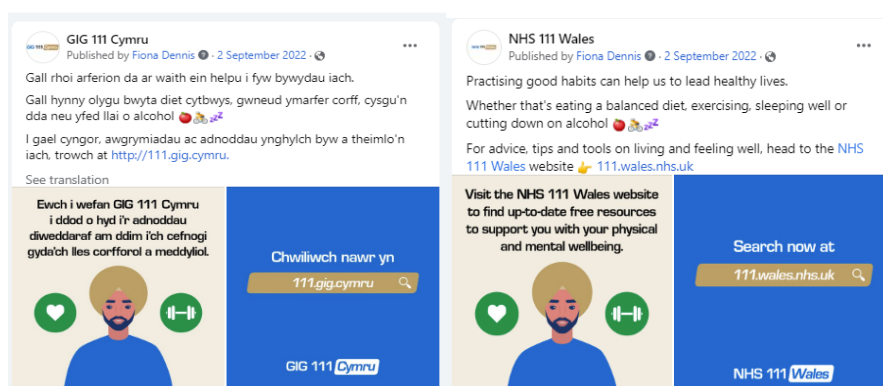 GIG 111 Cymru
Published by Fiona Dennis · 2 September 2022 ·
Gall rhoi arferion da ar waith ein helpu i fyw bywydau iach.
Gall hynny olygu bwyta diet cytbwys, gwneud ymarfer corff, cysgu'n
dda neu yfed llai o alcohol 🍎🚴💤
I gael cyngor, awgrymiadau ac adnoddau ynghylch byw a theimlo'n
iach, trowch at http://111.gig.cymru.
See translation
Ewch i wefan GIG 111 Cymru
i ddod o hyd i'r adnoddau
diweddaraf am ddim i'ch cefnogi
gyda'ch lles corfforol a meddyliol.
Chwiliwch nawr yn
111.gig.cymru
GIG 111 Cymru
NHS 111 Wales
Published by Fiona Dennis · 2 September 2022 ·
Practising good habits can help us to lead healthy lives.
Whether that's eating a balanced diet, exercising, sleeping well or
cutting down on alcohol 🍎🚴💤
For advice, tips and tools on living and feeling well, head to the NHS
111 Wales website 👉 111.wales.nhs.uk
Visit the NHS 111 Wales website
to find up-to-date free resources
to support you with your physical
and mental wellbeing.
Search now at
111.wales.nhs.uk
NHS 111 Wales